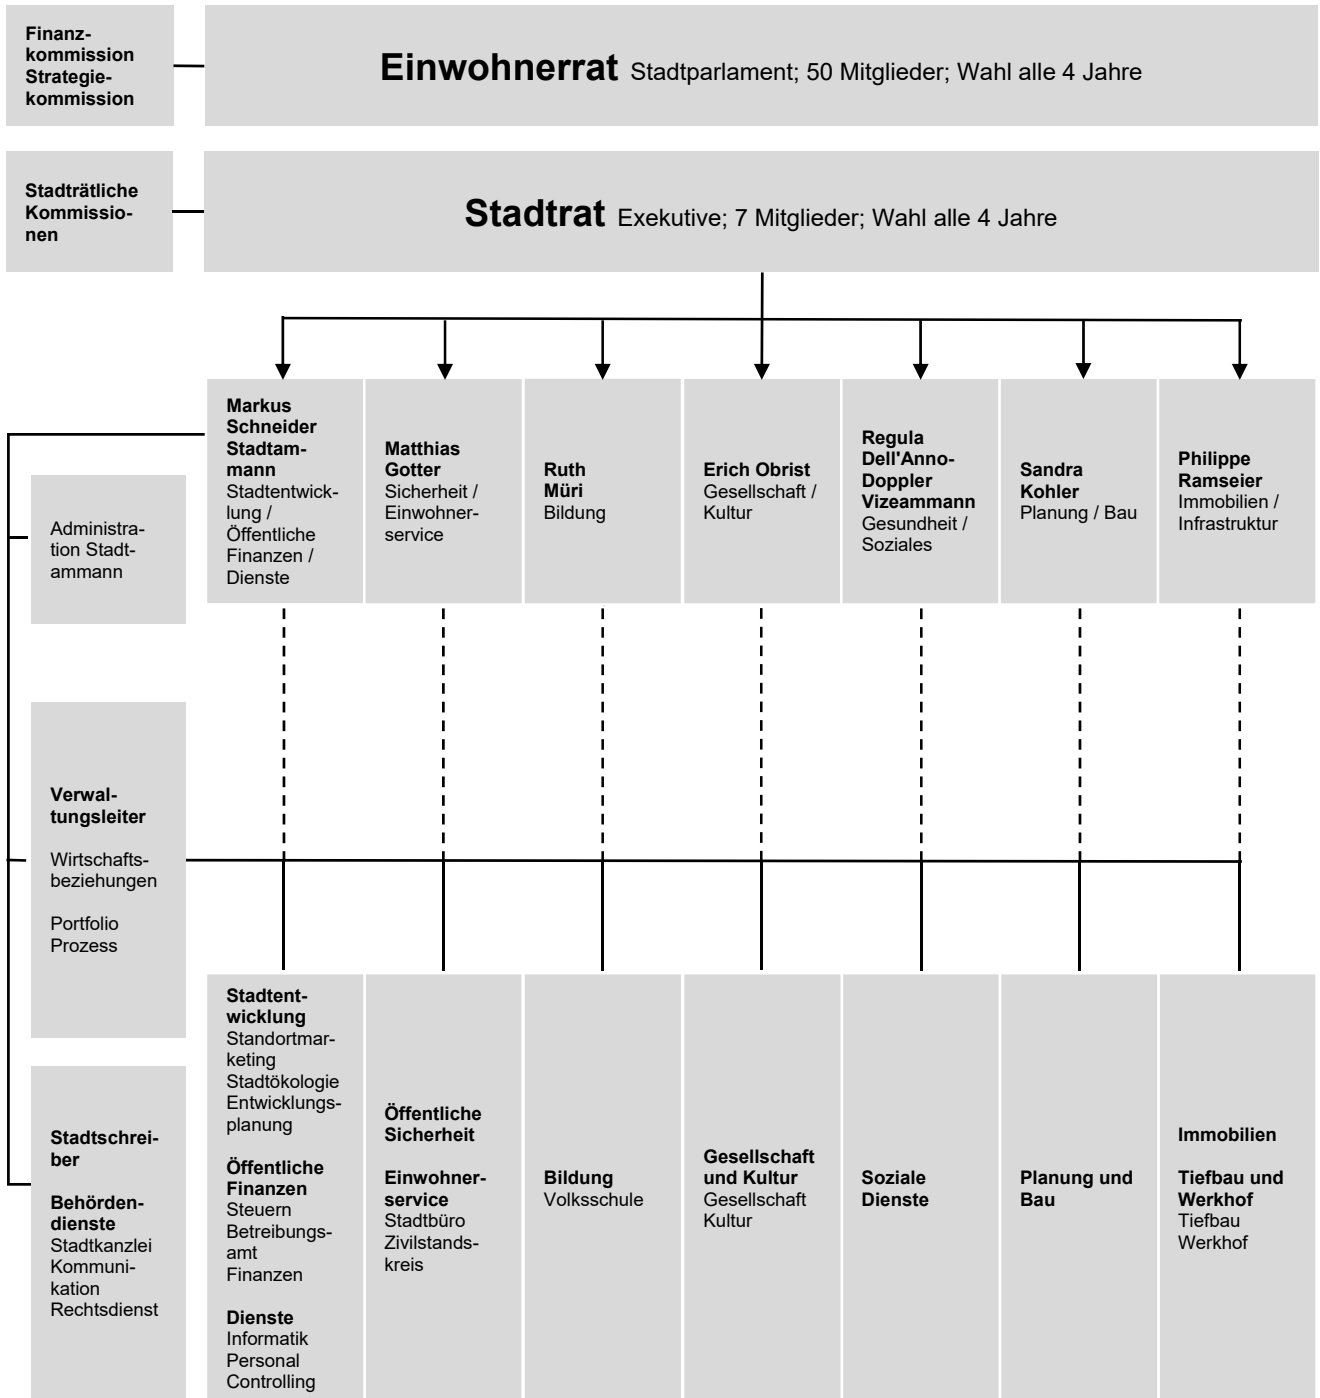 Finanz-
kommission
Strategie-
kommission
Einwohnerrat Stadtparlament; 50 Mitglieder; Wahl alle 4 Jahre
Stadträtliche
Kommissio-
nen
Stadtrat Exekutive; 7 Mitglieder; Wahl alle 4 Jahre
Markus
Schneider
Stadtam-
mann
Stadtentwick-
lung /
Öffentliche
Finanzen /
Dienste
Matthias
Gotter
Sicherheit /
Einwohner-
service
Ruth
Müri
Bildung
Erich Obrist
Gesellschaft /
Kultur
Regula
Dell'Anno-
Doppler
Vizeammann
Gesundheit /
Soziales
Sandra
Kohler
Planung / Bau
Philippe
Ramseier
Immobilien /
Infrastruktur
Administra-
tion Stadt-
ammann
Verwal-
tungsleiter
Wirtschafts-
beziehungen
Portfolio
Prozess
Stadtschrei-
ber
Behörden-
dienste
Stadtkanzlei
Kommuni-
kation
Rechtsdienst
Stadtent-
wicklung
Standortmar-
keting
Stadtökologie
Entwicklungs-
planung
Öffentliche
Finanzen
Steuern
Betreibungs-
amt
Finanzen
Dienste
Informatik
Personal
Controlling
Öffentliche
Sicherheit
Einwohner-
service
Stadtbüro
Zivilstands-
kreis
Bildung
Volksschule
Gesellschaft
und Kultur
Gesellschaft
Kultur
Soziale
Dienste
Planung und
Bau
Immobilien
Tiefbau und
Werkhof
Tiefbau
Werkhof